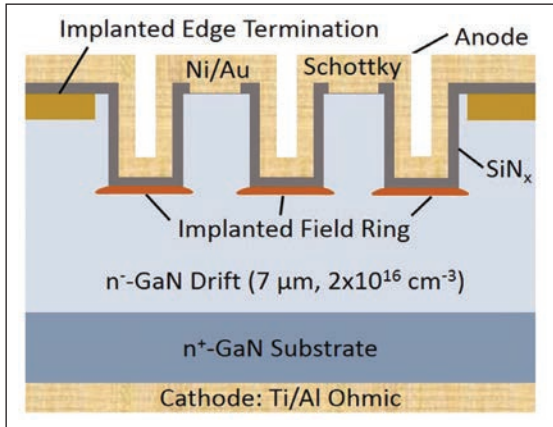 Implanted Edge Termination
Anode
Ni/Au
Schottky
SiNₓ
Implanted Field Ring
n⁻-GaN Drift (7 μm, 2x10¹⁶ cm⁻³)
n⁺-GaN Substrate
Cathode: Ti/Al Ohmic